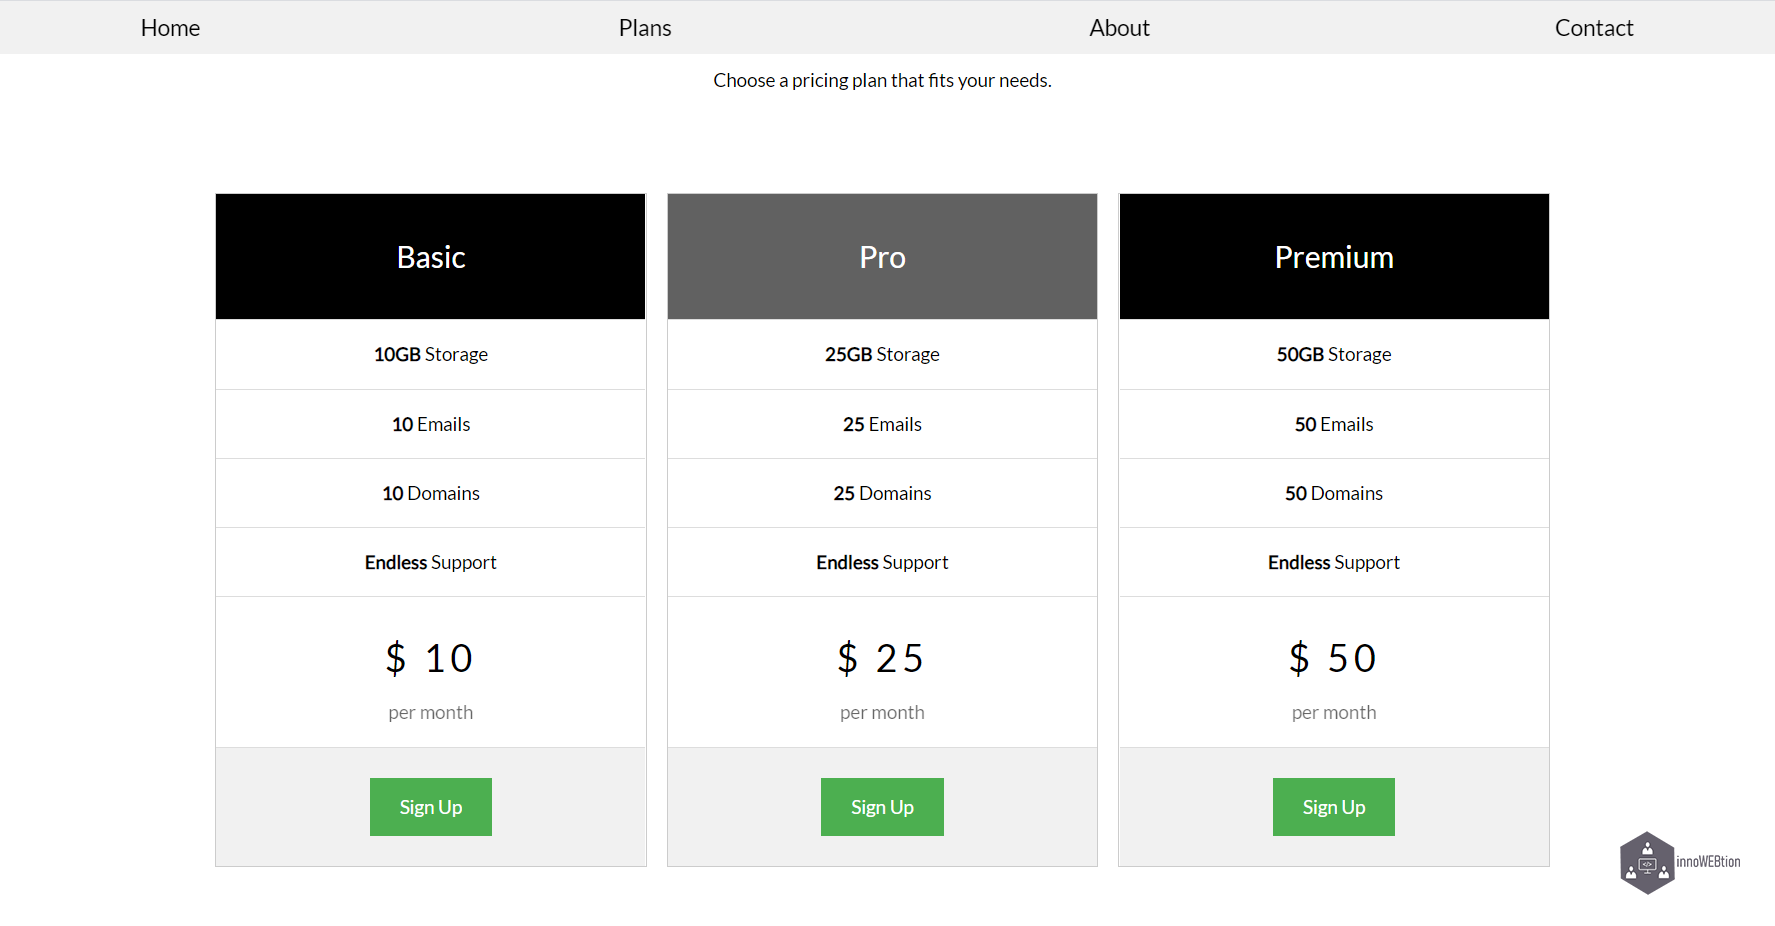 Home Plans About Contact
Choose a pricing plan that fits your needs.
Basic Pro Premium
10GB Storage 25GB Storage 50GB Storage
10 Emails 25 Emails 50 Emails
10 Domains 25 Domains 50 Domains
Endless Support Endless Support Endless Support
$ 10 $ 25 $ 50
per month per month per month
Sign Up Sign Up Sign Up
</>
innoWEBtion